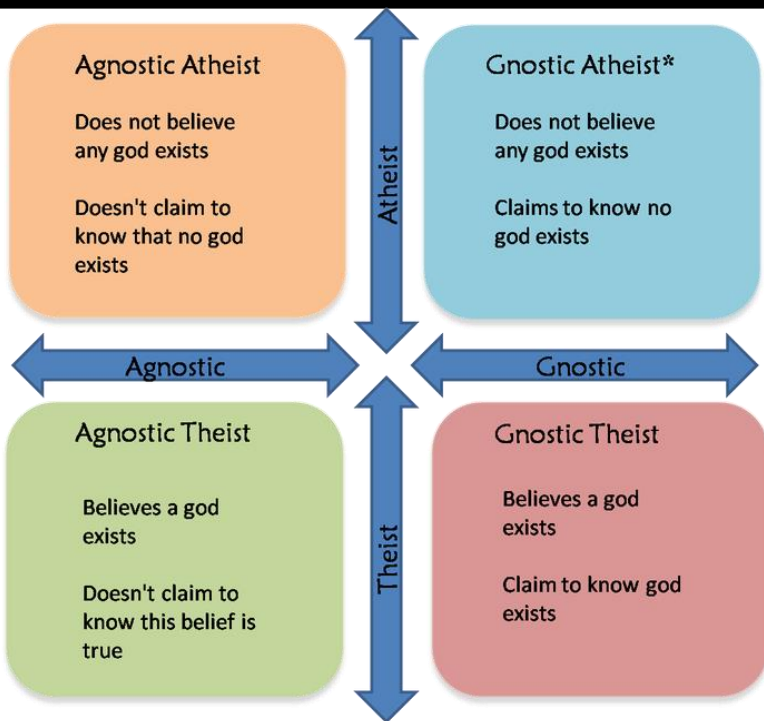 Agnostic Atheist
Does not believe
any god exists
Doesn't claim to
know that no god
exists
Gnostic Atheist*
Does not believe
any god exists
Claims to know no
god exists
Atheist
Agnostic
Gnostic
Agnostic Theist
Believes a god
exists
Doesn't claim to
know this belief is
true
Theist
Gnostic Theist
Believes a god
exists
Claim to know god
exists